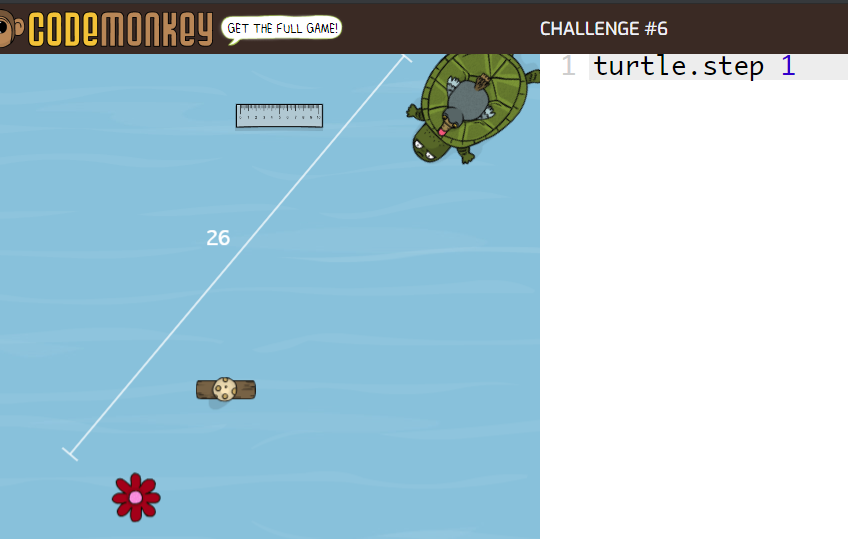 CODEMONKEY
GET THE FULL GAME!
CHALLENGE #6
1 turtle.step 1
26